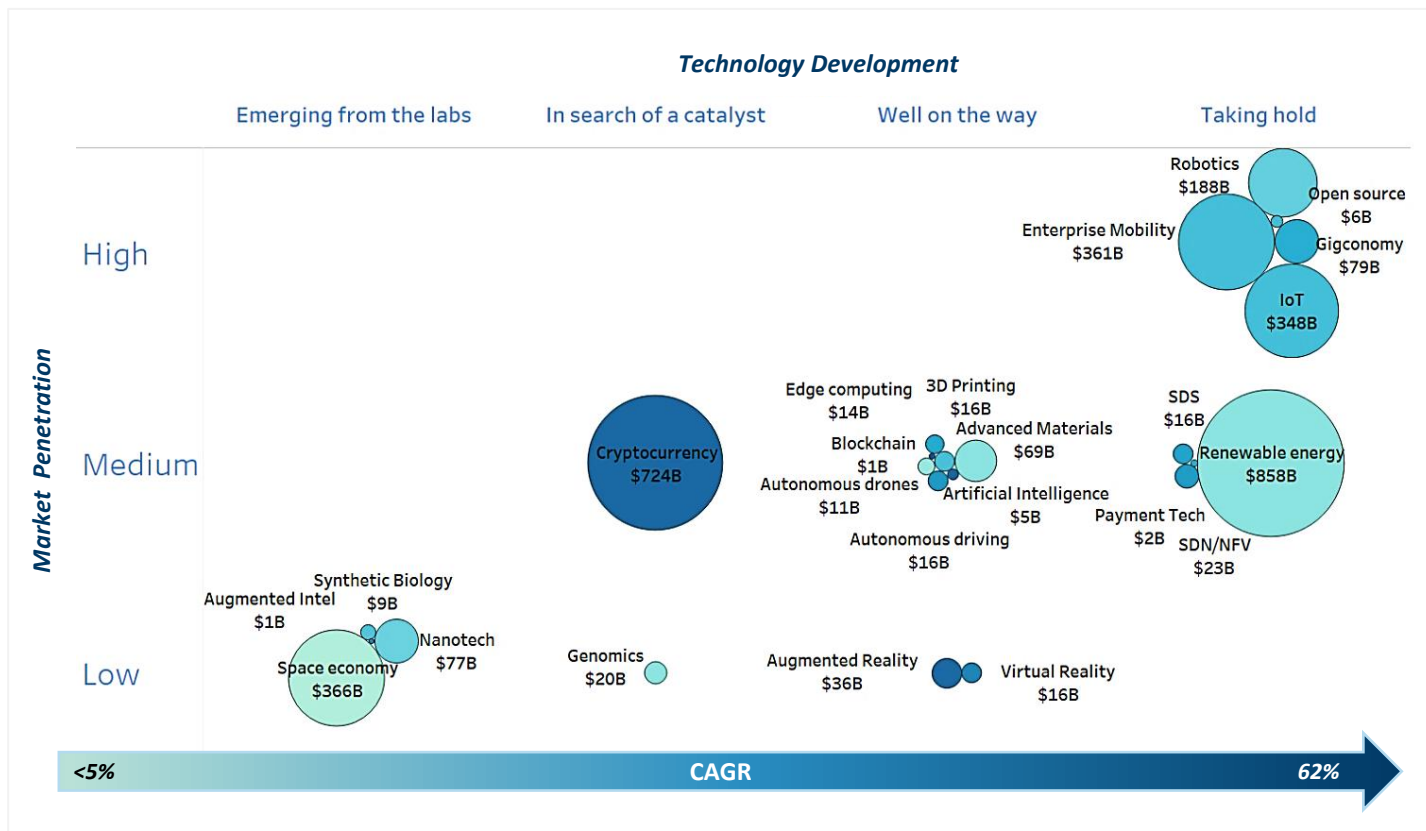 Technology Development
Emerging from the labs
In search of a catalyst
Well on the way
Taking hold
Market Penetration
High
Robotics
$188B
Open source
$6B
Enterprise Mobility
$361B
Gigconomy
$79B
IoT
$348B
Medium
Cryptocurrency
$724B
Edge computing
$14B
3D Printing
$16B
Blockchain
$1B
Advanced Materials
$69B
Autonomous drones
$11B
Artificial Intelligence
$5B
Autonomous driving
$16B
SDS
$16B
Renewable energy
$858B
Payment Tech
$2B
SDN/NFV
$23B
Low
Synthetic Biology
$9B
Augmented Intel
$1B
Nanotech
$77B
Space economy
$366B
Genomics
$20B
Augmented Reality
$36B
Virtual Reality
$16B
<5%
CAGR
62%